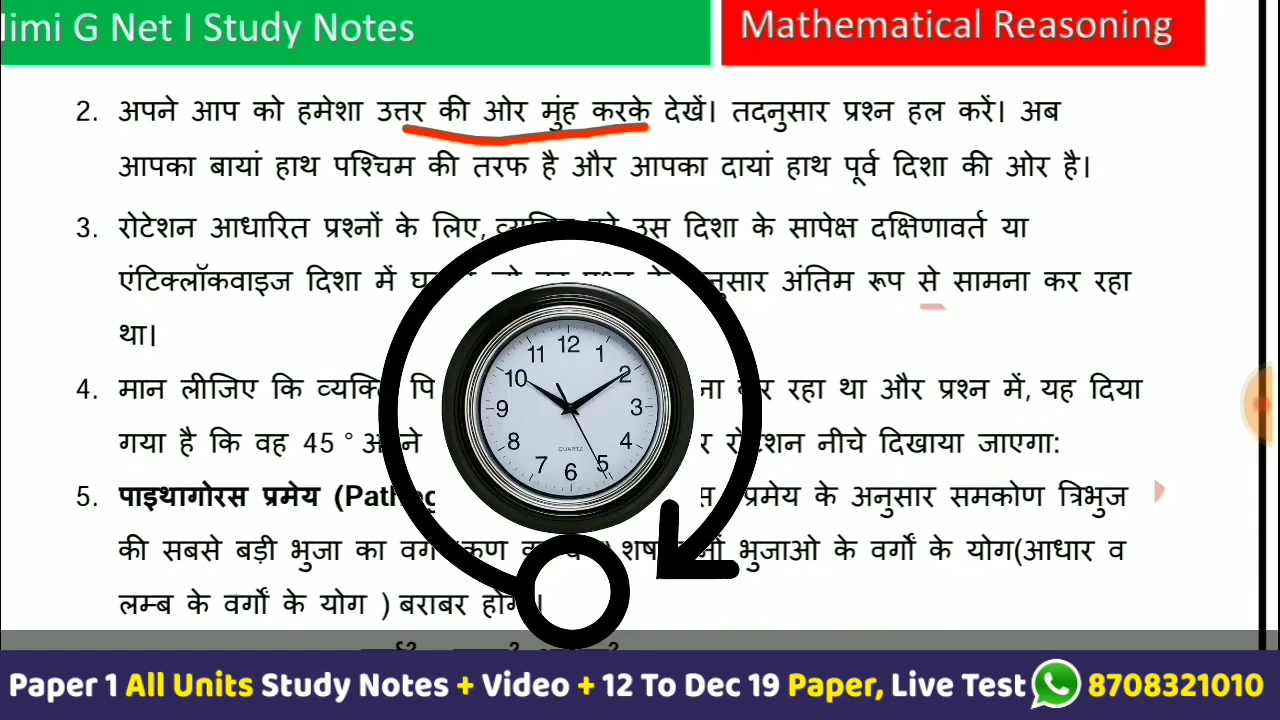 limi G Net I Study Notes
Mathematical Reasoning
2. अपने आप को हमेशा उत्तर की ओर मुंह करके देखें। तदनुसार प्रश्न हल करें। अब
आपका बायां हाथ पश्चिम की तरफ है और आपका दायां हाथ पूर्व दिशा की ओर है।
3. रोटेशन आधारित प्रश्नों के लिए, उस दिशा के सापेक्ष दक्षिणावर्त या
एंटिक्लॉकवाइज दिशा में अंतिम रूप से सामना कर रहा
था।
4. मान लीजिए कि कर रहा था और प्रश्न में, यह दिया
गया है कि वह 45° नीचे दिखाया जाएगा:
5. पाइथागोरस प्रमेय प्रमेय के अनुसार समकोण त्रिभुज
की सबसे बड़ी भुजा का भुजाओ के वर्गों के योग(आधार व
लम्ब के वर्गों के योग ) बराबर
12 1 2 3 4 5 6 7 8 9 10 11
QUARTZ
Paper 1 All Units Study Notes + Video + 12 To Dec 19 Paper, Live Test 8708321010